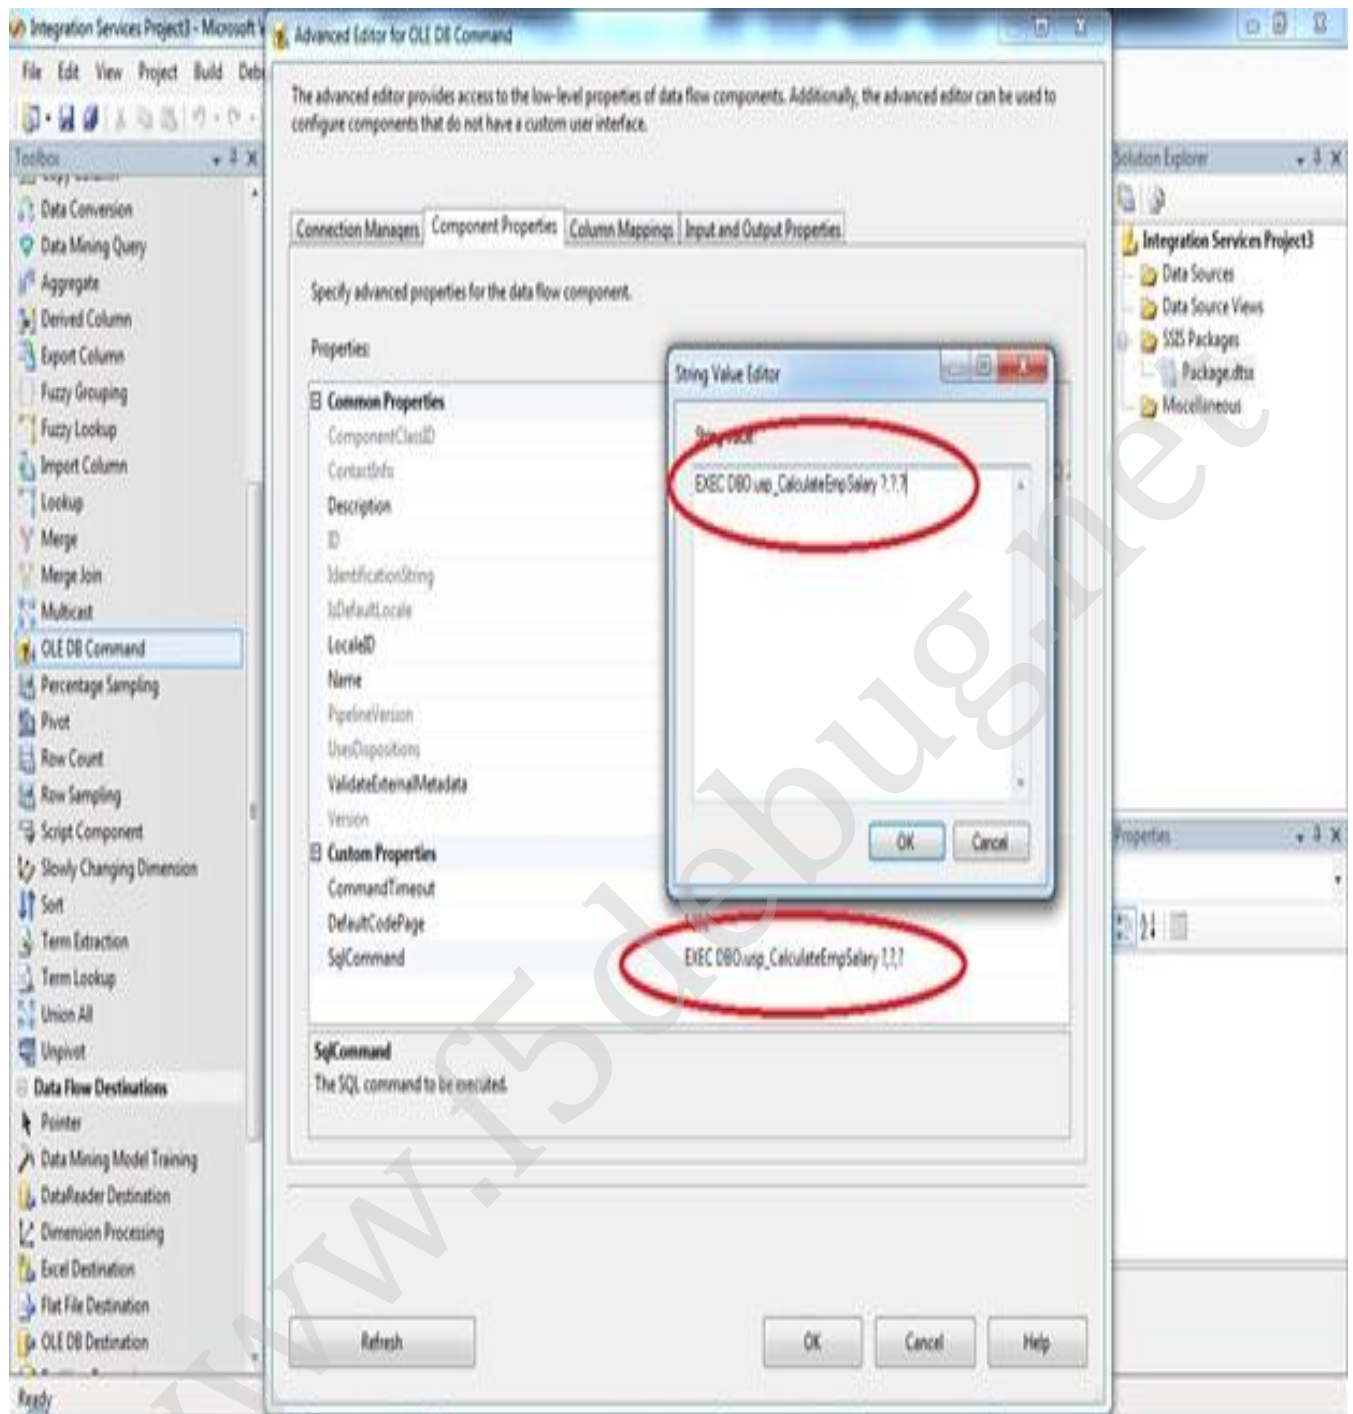 Integration Services Project3 - Microsoft V
File Edit View Project Build Deb
Toolbox
Copy Column
Data Conversion
Data Mining Query
Aggregate
Derived Column
Export Column
Fuzzy Grouping
Fuzzy Lookup
Import Column
Lookup
Merge
Merge Join
Multicast
OLE DB Command
Percentage Sampling
Pivot
Row Count
Row Sampling
Script Component
Slowly Changing Dimension
Sort
Term Extraction
Term Lookup
Union All
Unpivot
Data Flow Destinations
Pointer
Data Mining Model Training
DataReader Destination
Dimension Processing
Excel Destination
Flat File Destination
OLE DB Destination
Ready
Advanced Editor for OLE DB Command
The advanced editor provides access to the low-level properties of data flow components. Additionally, the advanced editor can be used to
configure components that do not have a custom user interface.
Connection Managers Component Properties Column Mappings Input and Output Properties
Specify advanced properties for the data flow component.
Properties:
Common Properties
ComponentClassID
ContactInfo
Description
ID
IdentificationString
IsDefaultLocale
LocaleID
Name
PipelineVersion
UsesDispositions
ValidateExternalMetadata
Version
Custom Properties
CommandTimeout
DefaultCodePage
SqlCommand EXEC DBO.usp_CalculateEmpSalary ?,?,?
SqlCommand
The SQL command to be executed.
Refresh OK Cancel Help
String Value Editor
String value:
EXEC DBO.usp_CalculateEmpSalary ?,?,?
OK Cancel
Solution Explorer
Integration Services Project3
Data Sources
Data Source Views
SSIS Packages
Package.dtsx
Miscellaneous
Properties
www.f5debug.net